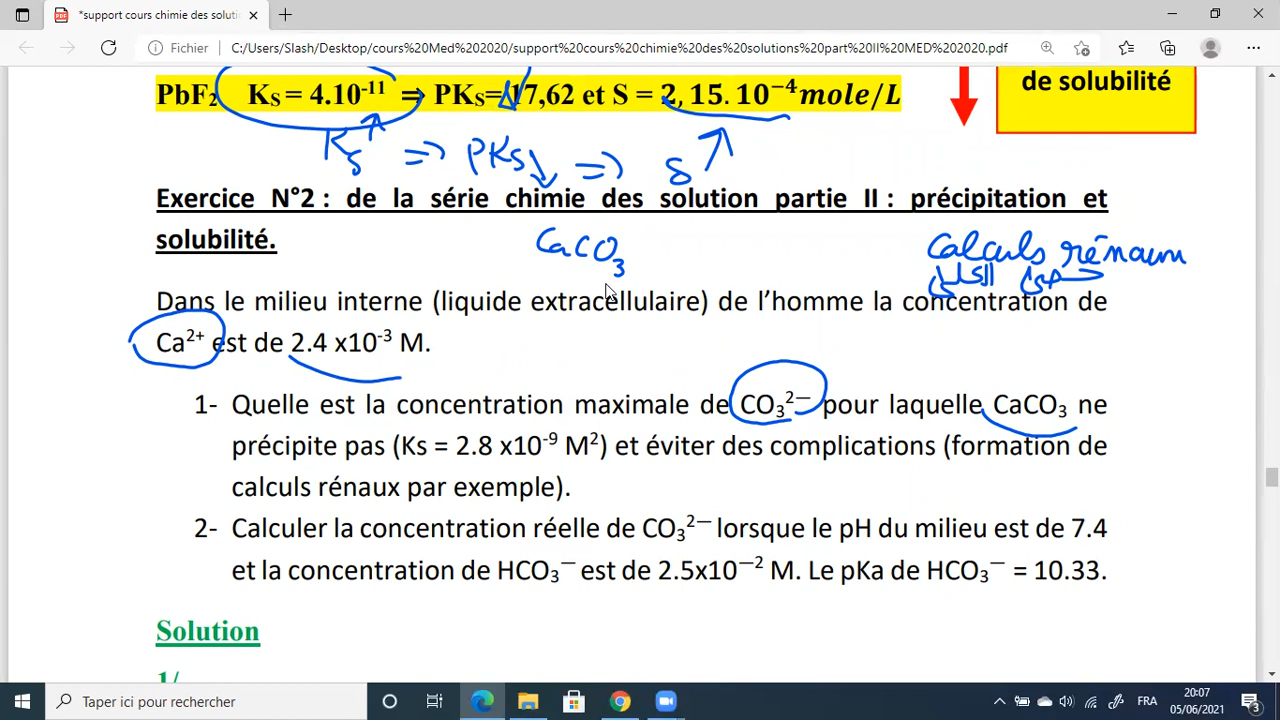 *support cours chimie des soluti
Fichier
C:/Users/Slash/Desktop/cours%20Med%202020/support%20cours%20chimie%20des%20solutions%20part%20II%20MED%202020.pdf
PbF₂ Kₛ = 4.10⁻¹¹ ⇒ PKₛ= 17,62 et S = 2,15.10⁻⁴mole/L
de solubilité
Ks => PKs => s
Exercice N°2 : de la série chimie des solution partie II : précipitation et
solubilité.
CaCO₃
Calculs rénaux
Dans le milieu interne (liquide extracellulaire) de l’homme la concentration de
Ca²⁺ est de 2.4 x10⁻³ M.
1- Quelle est la concentration maximale de CO₃²⁻ pour laquelle CaCO₃ ne
précipite pas (Ks = 2.8 x10⁻⁹ M²) et éviter des complications (formation de
calculs rénaux par exemple).
2- Calculer la concentration réelle de CO₃²⁻ lorsque le pH du milieu est de 7.4
et la concentration de HCO₃⁻ est de 2.5x10⁻² M. Le pKa de HCO₃⁻ = 10.33.
Solution
1/
Taper ici pour rechercher
FRA
20:07
05/06/2021
3